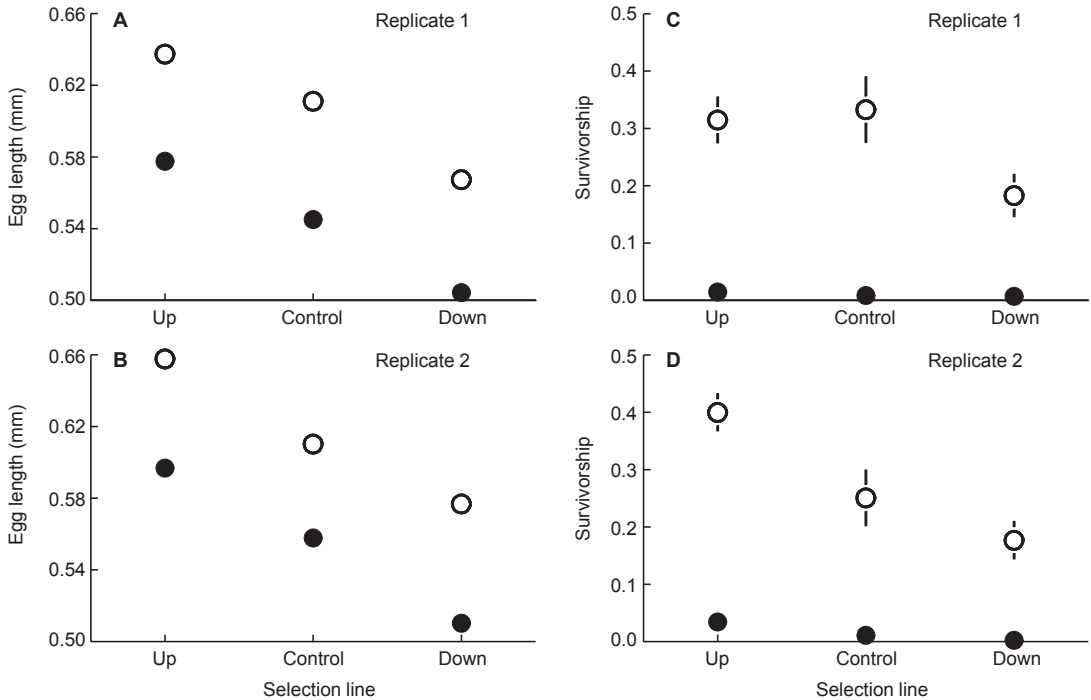 A Replicate 1
Egg length (mm)
0.66
0.62
0.58
0.54
0.50
Up Control Down
C Replicate 1
Survivorship
0.5
0.4
0.3
0.2
0.1
0.0
Up Control Down
B Replicate 2
Egg length (mm)
0.66
0.62
0.58
0.54
0.50
Up Control Down
Selection line
D Replicate 2
Survivorship
0.5
0.4
0.3
0.2
0.1
0.0
Up Control Down
Selection line